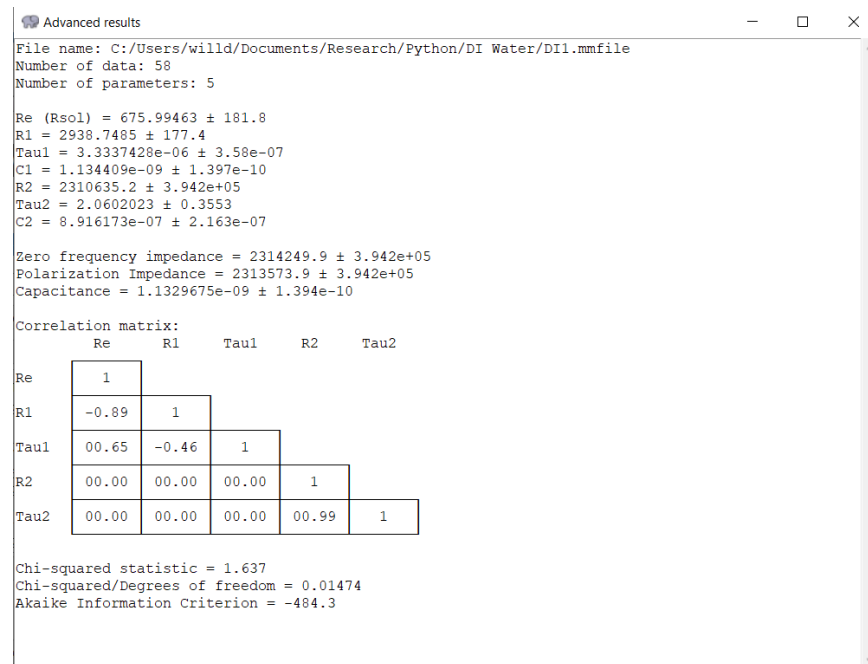 Advanced results
File name: C:/Users/willd/Documents/Research/Python/DI Water/DI1.mmfile
Number of data: 58
Number of parameters: 5
Re (Rsol) = 675.99463 ± 181.8
R1 = 2938.7485 ± 177.4
Tau1 = 3.3337428e-06 ± 3.58e-07
C1 = 1.134409e-09 ± 1.397e-10
R2 = 2310635.2 ± 3.942e+05
Tau2 = 2.0602023 ± 0.3553
C2 = 8.916173e-07 ± 2.163e-07
Zero frequency impedance = 2314249.9 ± 3.942e+05
Polarization Impedance = 2313573.9 ± 3.942e+05
Capacitance = 1.1329675e-09 ± 1.394e-10
Correlation matrix:
Re R1 Tau1 R2 Tau2
Re 1
R1 -0.89 1
Tau1 00.65 -0.46 1
R2 00.00 00.00 00.00 1
Tau2 00.00 00.00 00.00 00.99 1
Chi-squared statistic = 1.637
Chi-squared/Degrees of freedom = 0.01474
Akaike Information Criterion = -484.3